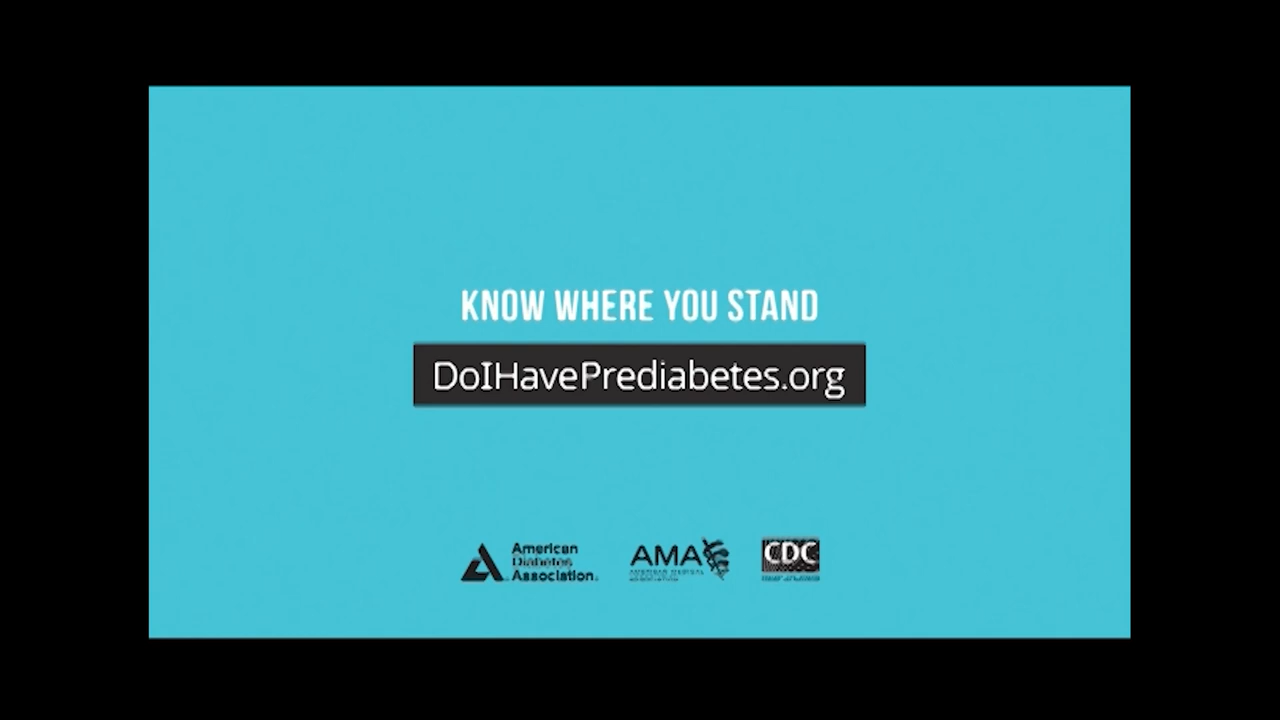 KNOW WHERE YOU STAND
DoIHavePrediabetes.org
American
Diabetes
Association.
AMA
CDC